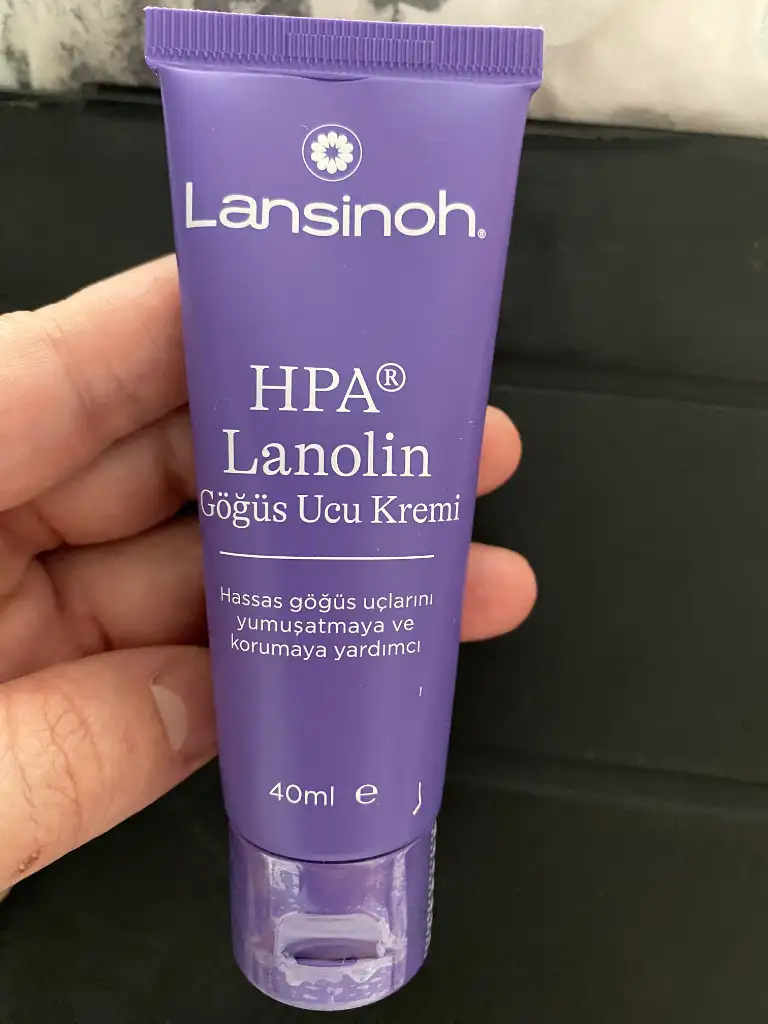 Lansinoh®
HPA®
Lanolin
Göğüs Ucu Kremi
Hassas göğüs uçlarını
yumuşatmaya ve
korumaya yardımcı
40ml ℮